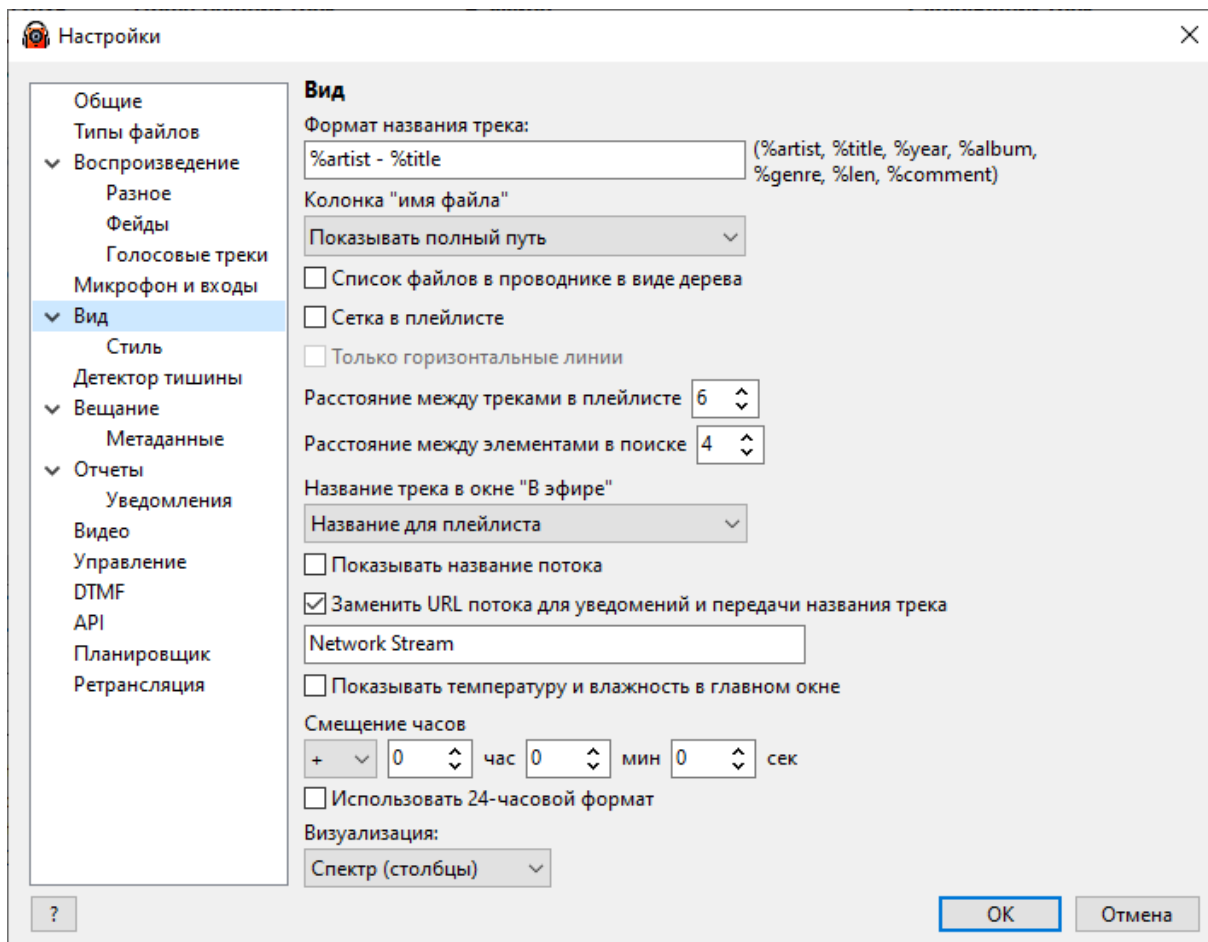 Настройки
Общие
Типы файлов
Воспроизведение
Разное
Фейды
Голосовые треки
Микрофон и входы
Вид
Стиль
Детектор тишины
Вещание
Метаданные
Отчеты
Уведомления
Видео
Управление
DTMF
API
Планировщик
Ретрансляция
Вид
Формат названия трека:
%artist - %title
(%artist, %title, %year, %album,
%genre, %len, %comment)
Колонка "имя файла"
Показывать полный путь
Список файлов в проводнике в виде дерева
Сетка в плейлисте
Только горизонтальные линии
Расстояние между треками в плейлисте 6
Расстояние между элементами в поиске 4
Название трека в окне "В эфире"
Название для плейлиста
Показывать название потока
Заменить URL потока для уведомлений и передачи названия трека
Network Stream
Показывать температуру и влажность в главном окне
Смещение часов
+ 0 час 0 мин 0 сек
Использовать 24-часовой формат
Визуализация:
Спектр (столбцы)
? OK Отмена